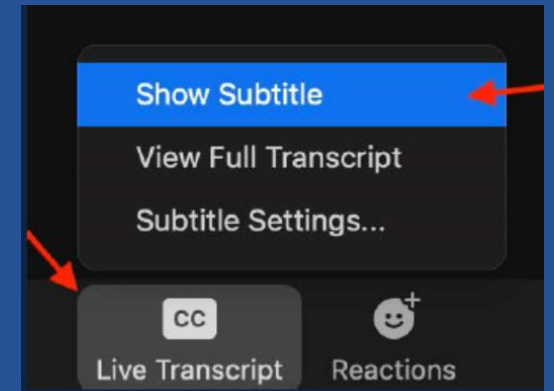 Show Subtitle
View Full Transcript
Subtitle Settings...
CC
Live Transcript
Reactions